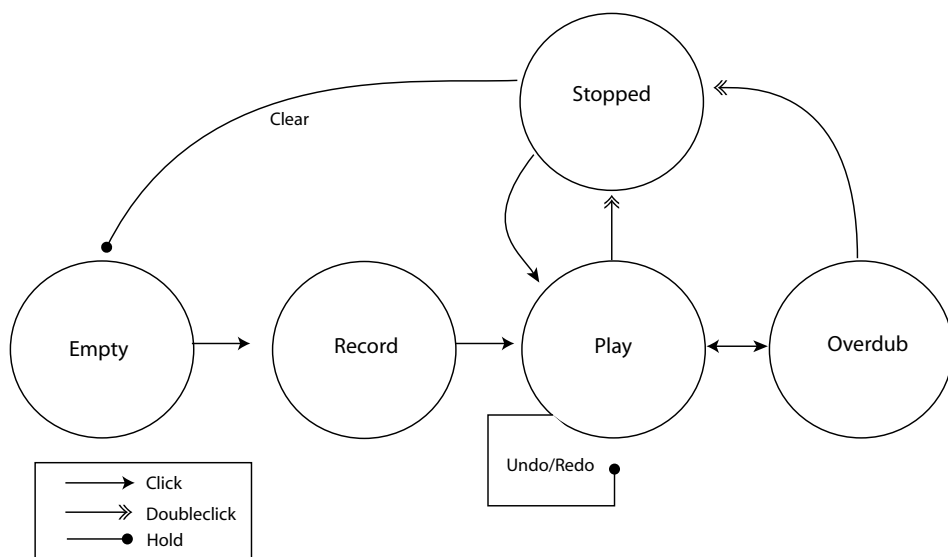 Stopped
Clear
Empty
Record
Play
Overdub
Undo/Redo
Click
Doubleclick
Hold